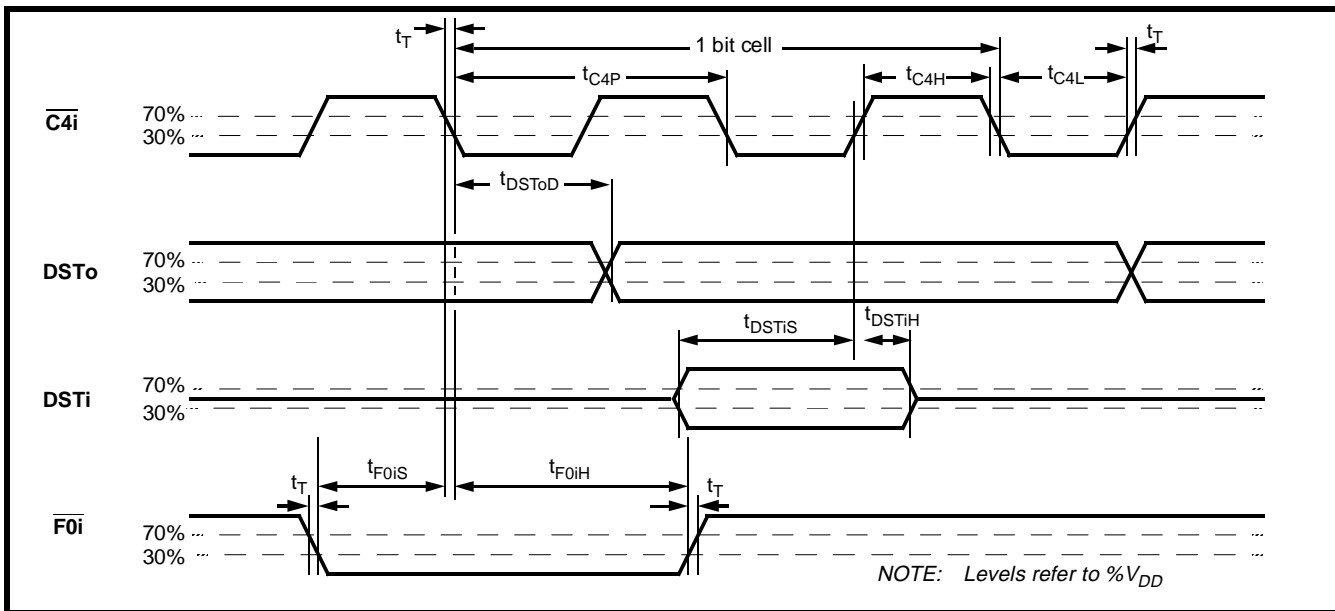 tT
1 bit cell
tT
tC4P
tC4H
tC4L
C4i
70%
30%
tDSToD
DSTo
70%
30%
tDSTiS
tDSTiH
DSTi
70%
30%
tT
tF0iS
tF0iH
tT
F0i
70%
30%
NOTE: Levels refer to %VDD